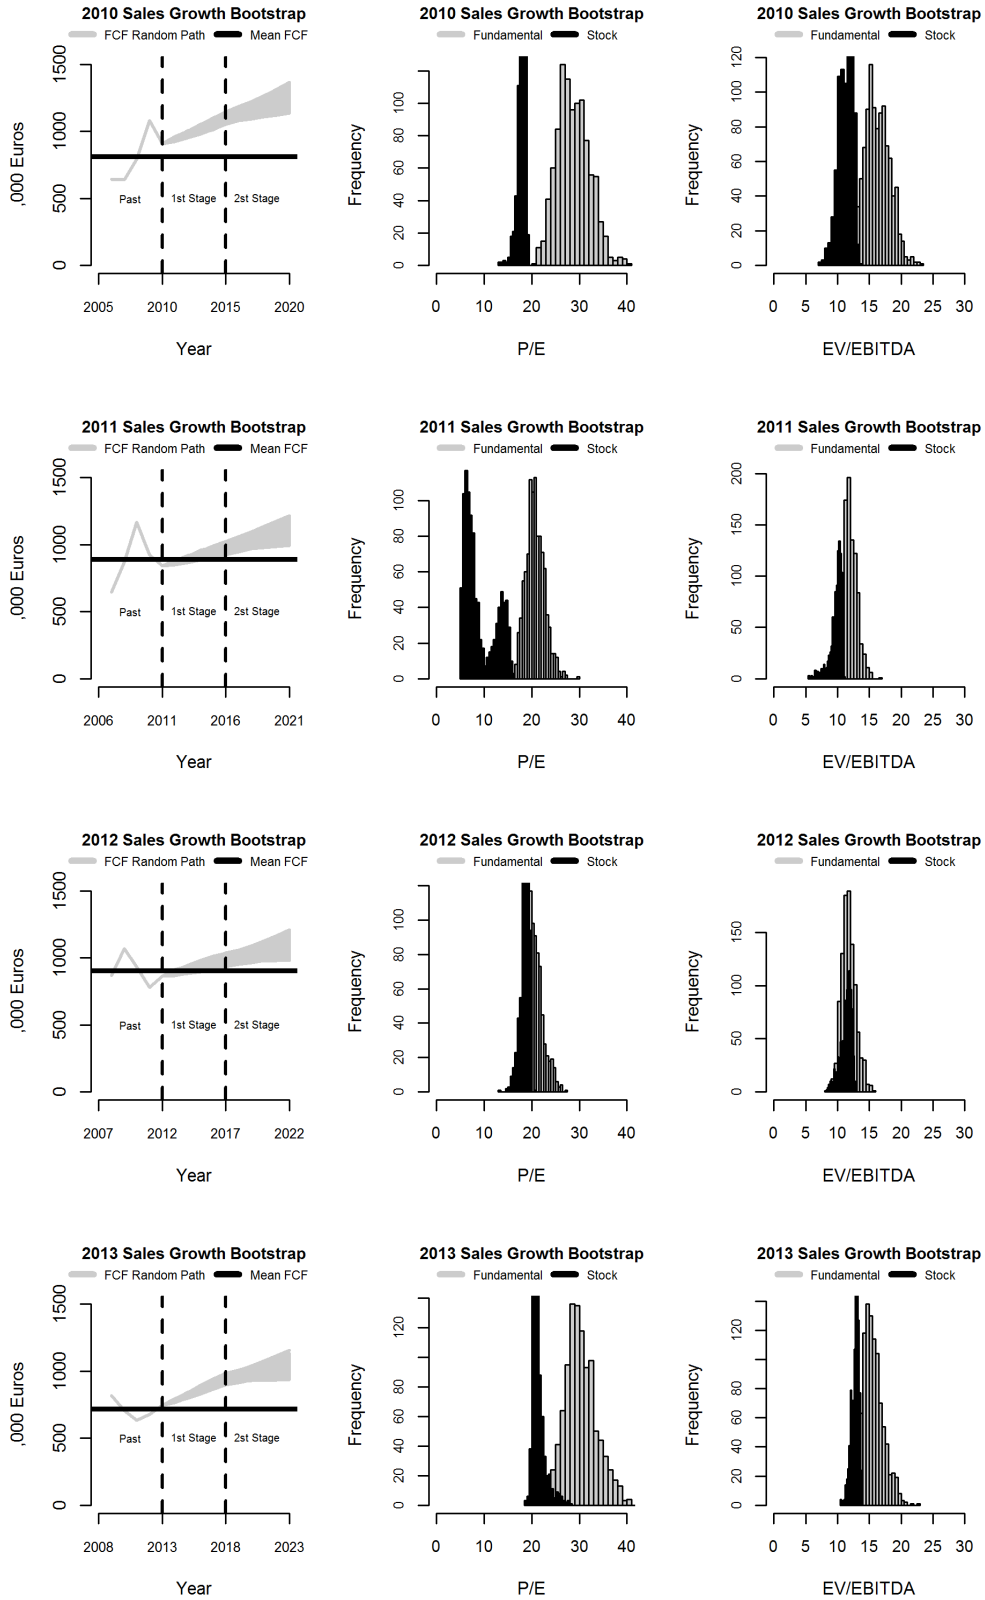 2010 Sales Growth Bootstrap
FCF Random Path Mean FCF
,000 Euros
1500
1000
500
0
Past 1st Stage 2st Stage
2005 2010 2015 2020
Year
2010 Sales Growth Bootstrap
Fundamental Stock
Frequency
100
80
60
40
20
0
0 10 20 30 40
P/E
2010 Sales Growth Bootstrap
Fundamental Stock
Frequency
120
100
80
60
40
20
0
0 5 10 15 20 25 30
EV/EBITDA
2011 Sales Growth Bootstrap
FCF Random Path Mean FCF
,000 Euros
1500
1000
500
0
Past 1st Stage 2st Stage
2006 2011 2016 2021
Year
2011 Sales Growth Bootstrap
Fundamental Stock
Frequency
100
80
60
40
20
0
0 10 20 30 40
P/E
2011 Sales Growth Bootstrap
Fundamental Stock
Frequency
200
150
100
50
0
0 5 10 15 20 25 30
EV/EBITDA
2012 Sales Growth Bootstrap
FCF Random Path Mean FCF
,000 Euros
1500
1000
500
0
Past 1st Stage 2st Stage
2007 2012 2017 2022
Year
2012 Sales Growth Bootstrap
Fundamental Stock
Frequency
100
80
60
40
20
0
0 10 20 30 40
P/E
2012 Sales Growth Bootstrap
Fundamental Stock
Frequency
150
100
50
0
0 5 10 15 20 25 30
EV/EBITDA
2013 Sales Growth Bootstrap
FCF Random Path Mean FCF
,000 Euros
1500
1000
500
0
Past 1st Stage 2st Stage
2008 2013 2018 2023
Year
2013 Sales Growth Bootstrap
Fundamental Stock
Frequency
120
80
60
40
20
0
0 10 20 30 40
P/E
2013 Sales Growth Bootstrap
Fundamental Stock
Frequency
120
80
60
40
20
0
0 5 10 15 20 25 30
EV/EBITDA